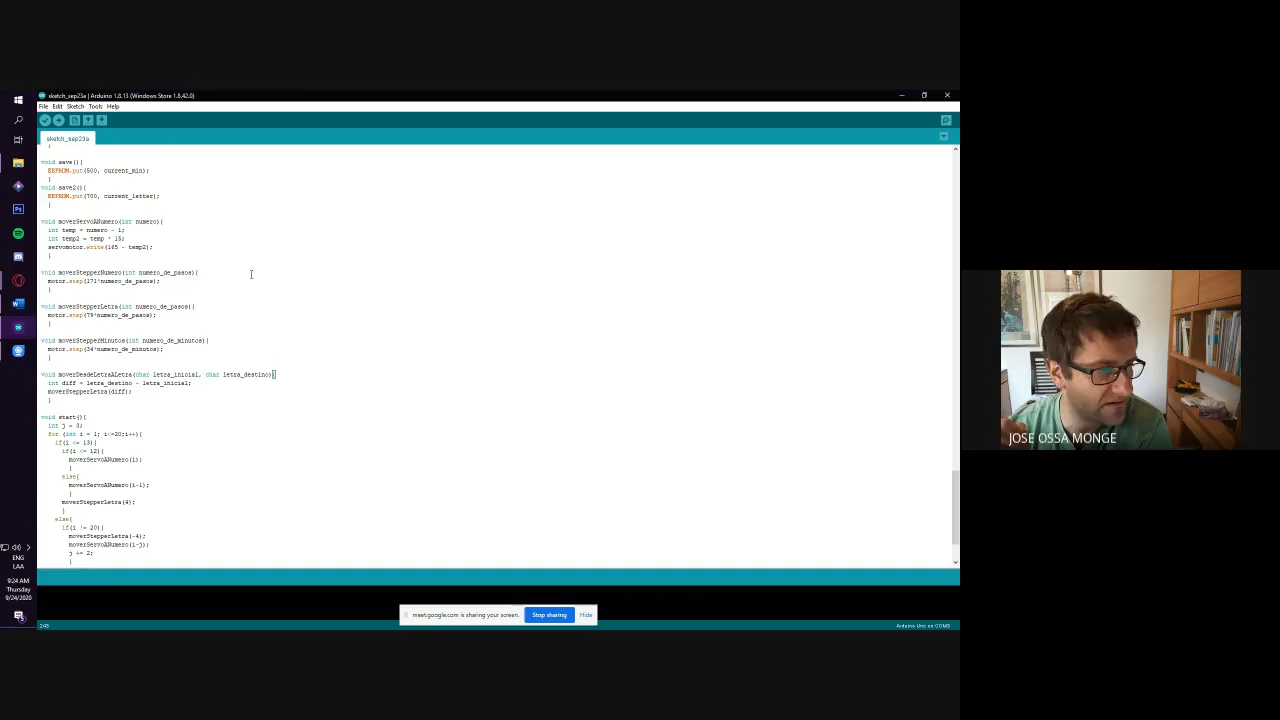 sketch_sep23a | Arduino 1.8.13 (Windows Store 1.8.42.0)
File Edit Sketch Tools Help
sketch_sep23a
}
void save(){
EEPROM.put(500, current_min);
}
void save2(){
EEPROM.put(700, current_letter);
}
void moverServoANumero(int numero){
int temp = numero - 1;
int temp2 = temp * 15;
servomotor.write(165 - temp2);
}
void moverStepperNumero(int numero_de_pasos){
motor.step(171*numero_de_pasos);
}
void moverStepperLetra(int numero_de_pasos){
motor.step(79*numero_de_pasos);
}
void moverStepperMinutos(int numero_de_minutos){
motor.step(34*numero_de_minutos);
}
void moverDesdeLetraALetra(char letra_inicial, char letra_destino){
int diff = letra_destino - letra_inicial;
moverStepperLetra(diff);
}
void start(){
int j = 3;
for (int i = 1; i<=20;i++){
if(i <= 13){
if(i <= 12){
moverServoANumero(i);
}
else{
moverServoANumero(i-1);
}
moverStepperLetra(4);
}
else{
if(i != 20){
moverStepperLetra(-4);
moverServoANumero(i-j);
j += 2;
}
ENG
LAA
9:24 AM
Thursday
9/24/2020
meet.google.com is sharing your screen. Stop sharing Hide
243 Arduino Uno on COM3
JOSE OSSA MONGE